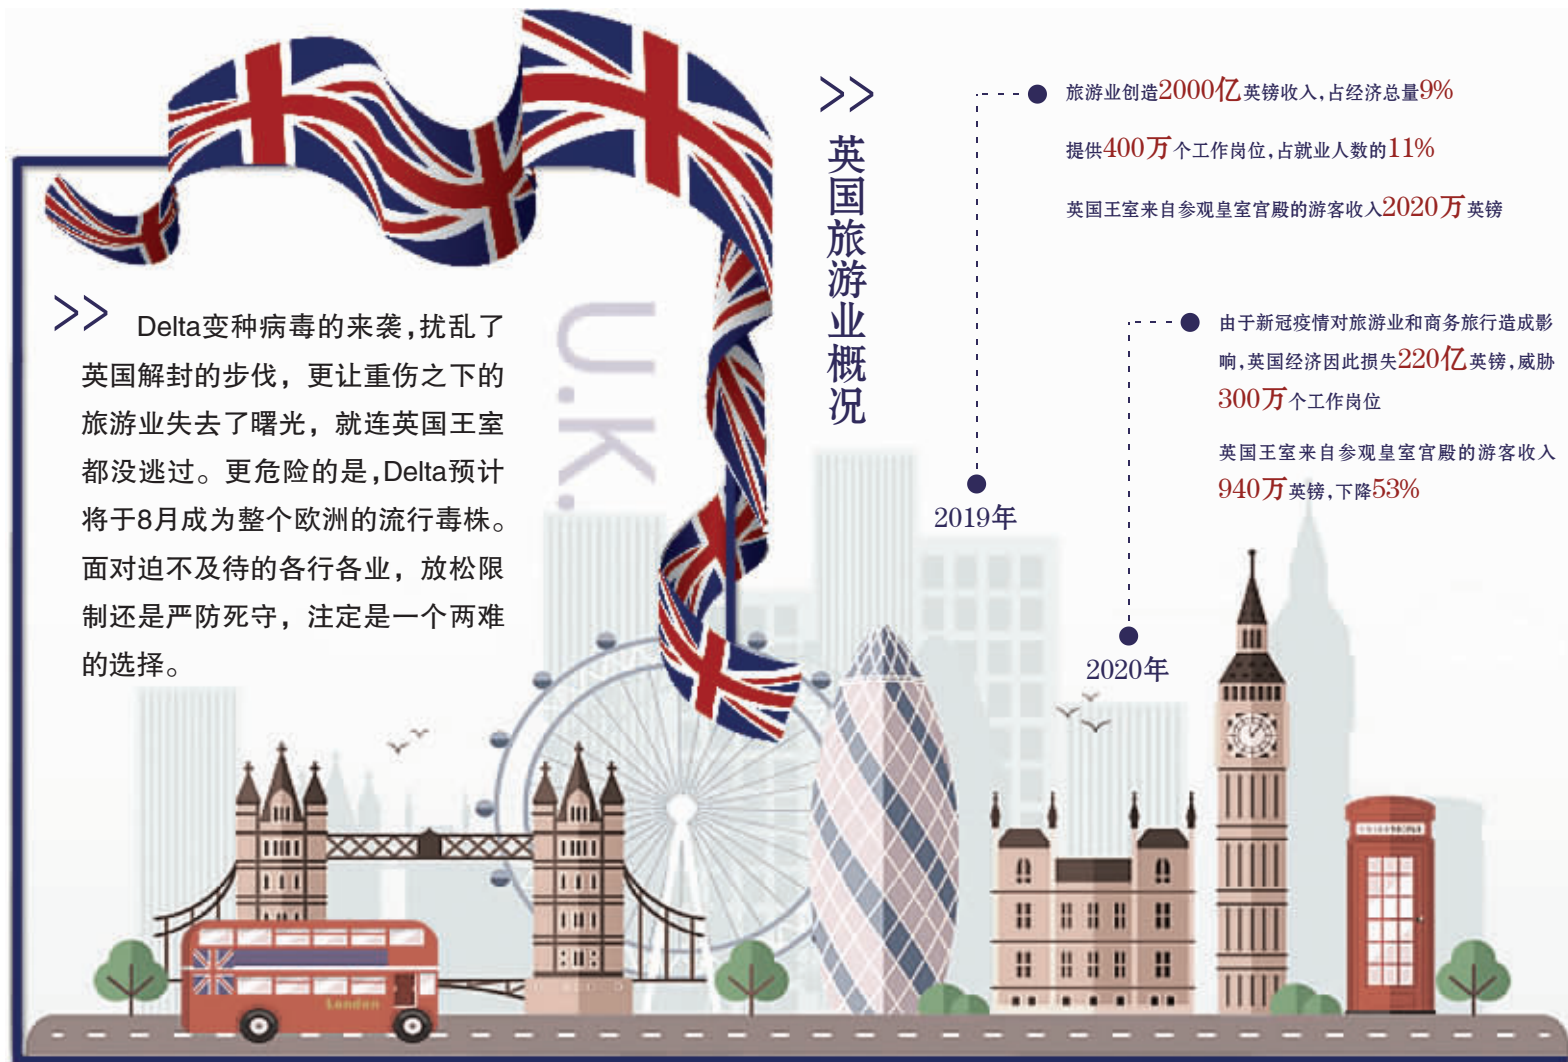 Delta变种病毒的来袭,扰乱了
英国解封的步伐，更让重伤之下的
旅游业失去了曙光，就连英国王室
都没逃过。更危险的是,Delta预计
将于8月成为整个欧洲的流行毒株。
面对迫不及待的各行各业，放松限
制还是严防死守，注定是一个两难
的选择。
U.K.
英国旅游业概况
旅游业创造2000亿英镑收入,占经济总量9%
提供400万个工作岗位,占就业人数的11%
英国王室来自参观皇室宫殿的游客收入2020万英镑
2019年
由于新冠疫情对旅游业和商务旅行造成影
响,英国经济因此损失220亿英镑,威胁
300万个工作岗位
英国王室来自参观皇室宫殿的游客收入
940万英镑,下降53%
2020年
London